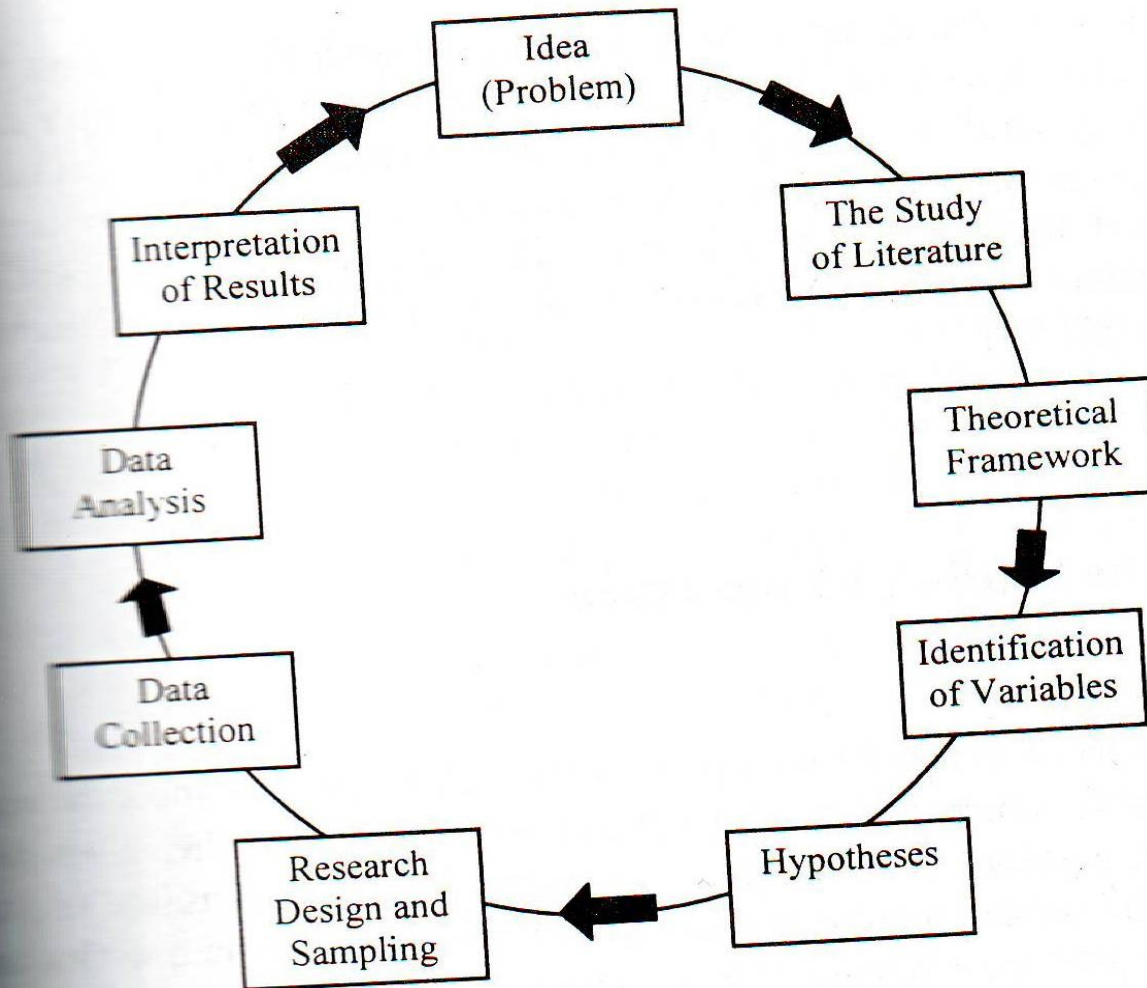 Idea
(Problem)
The Study
of Literature
Theoretical
Framework
Identification
of Variables
Hypotheses
Research
Design and
Sampling
Data
Collection
Data
Analysis
Interpretation
of Results